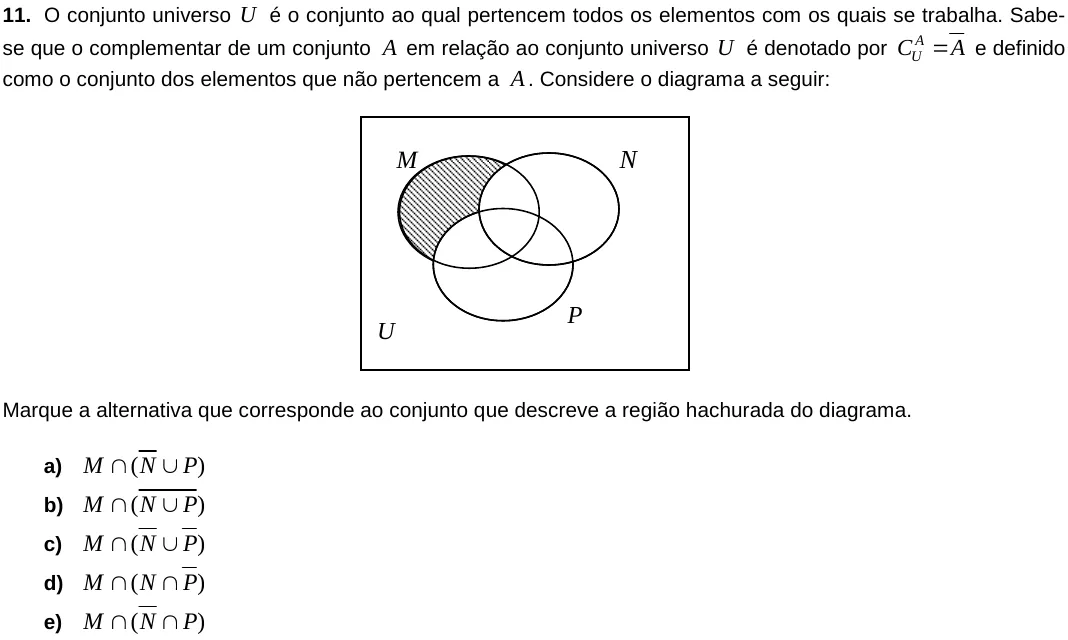 11. O conjunto universo U é o conjunto ao qual pertencem todos os elementos com os quais se trabalha. Sabe-
se que o complementar de um conjunto A em relação ao conjunto universo U é denotado por C_U^A = A̅ e definido
como o conjunto dos elementos que não pertencem a A. Considere o diagrama a seguir:
M
N
P
U
Marque a alternativa que corresponde ao conjunto que descreve a região hachurada do diagrama.
a) M ∩ (N̅ ∪ P)
b) M ∩ (\overline{N ∪ P})
c) M ∩ (N̅ ∪ P̅)
d) M ∩ (N ∩ P̅)
e) M ∩ (N̅ ∩ P)